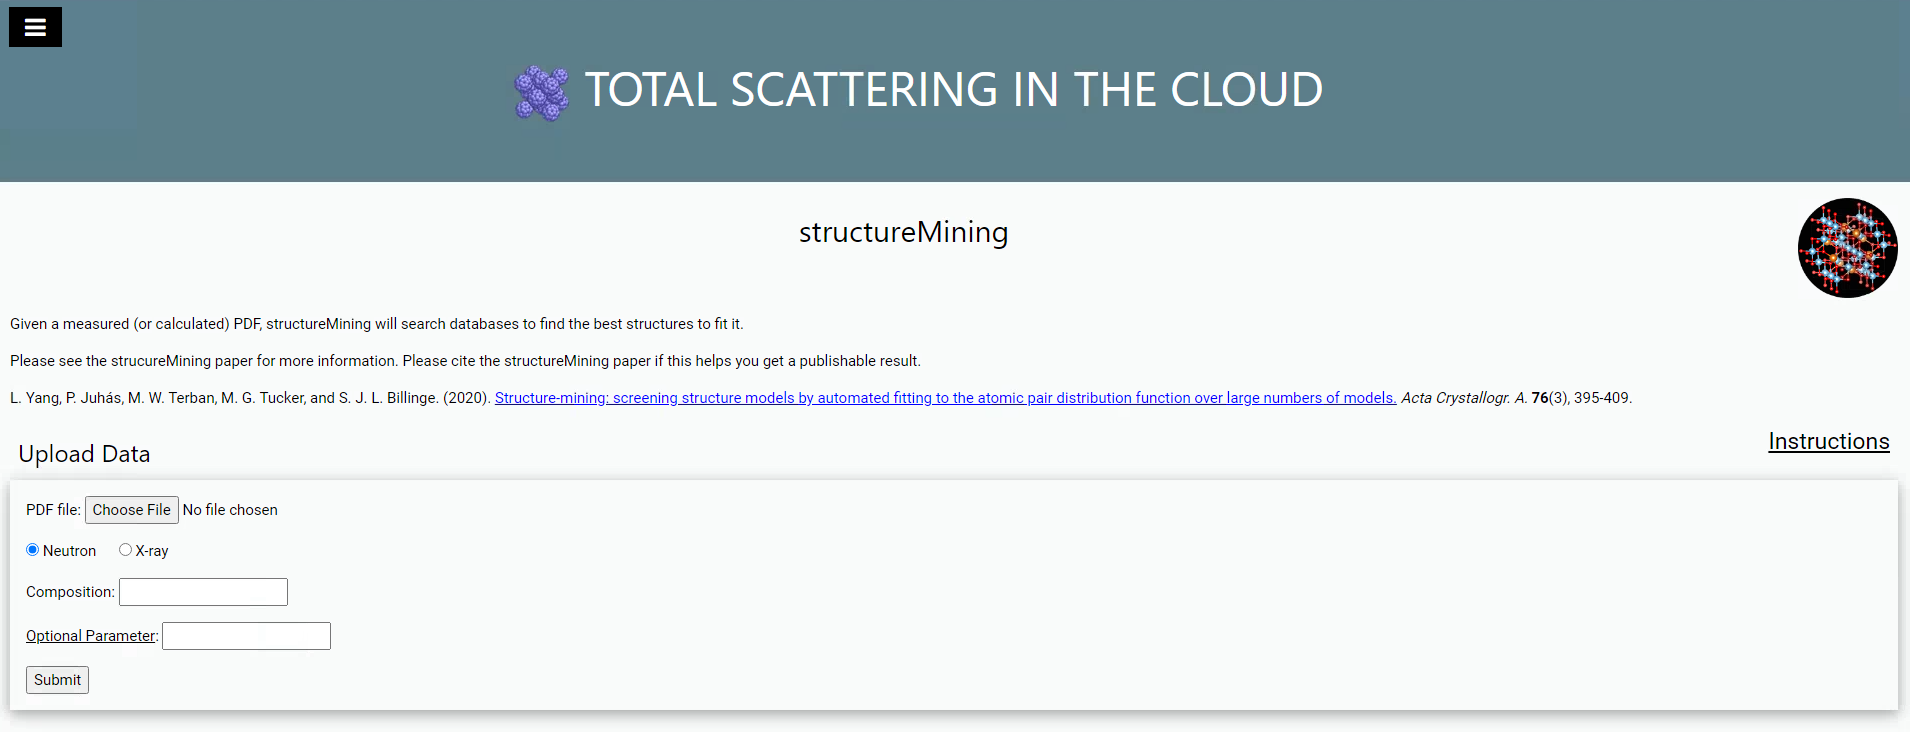 TOTAL SCATTERING IN THE CLOUD
structureMining
Given a measured (or calculated) PDF, structureMining will search databases to find the best structures to fit it.
Please see the strucureMining paper for more information. Please cite the structureMining paper if this helps you get a publishable result.
L. Yang, P. Juhás, M. W. Terban, M. G. Tucker, and S. J. L. Billinge. (2020). Structure-mining: screening structure models by automated fitting to the atomic pair distribution function over large numbers of models. Acta Crystallogr. A. 76(3), 395-409.
Upload Data
Instructions
PDF file: Choose File No file chosen
Neutron X-ray
Composition:
Optional Parameter:
Submit